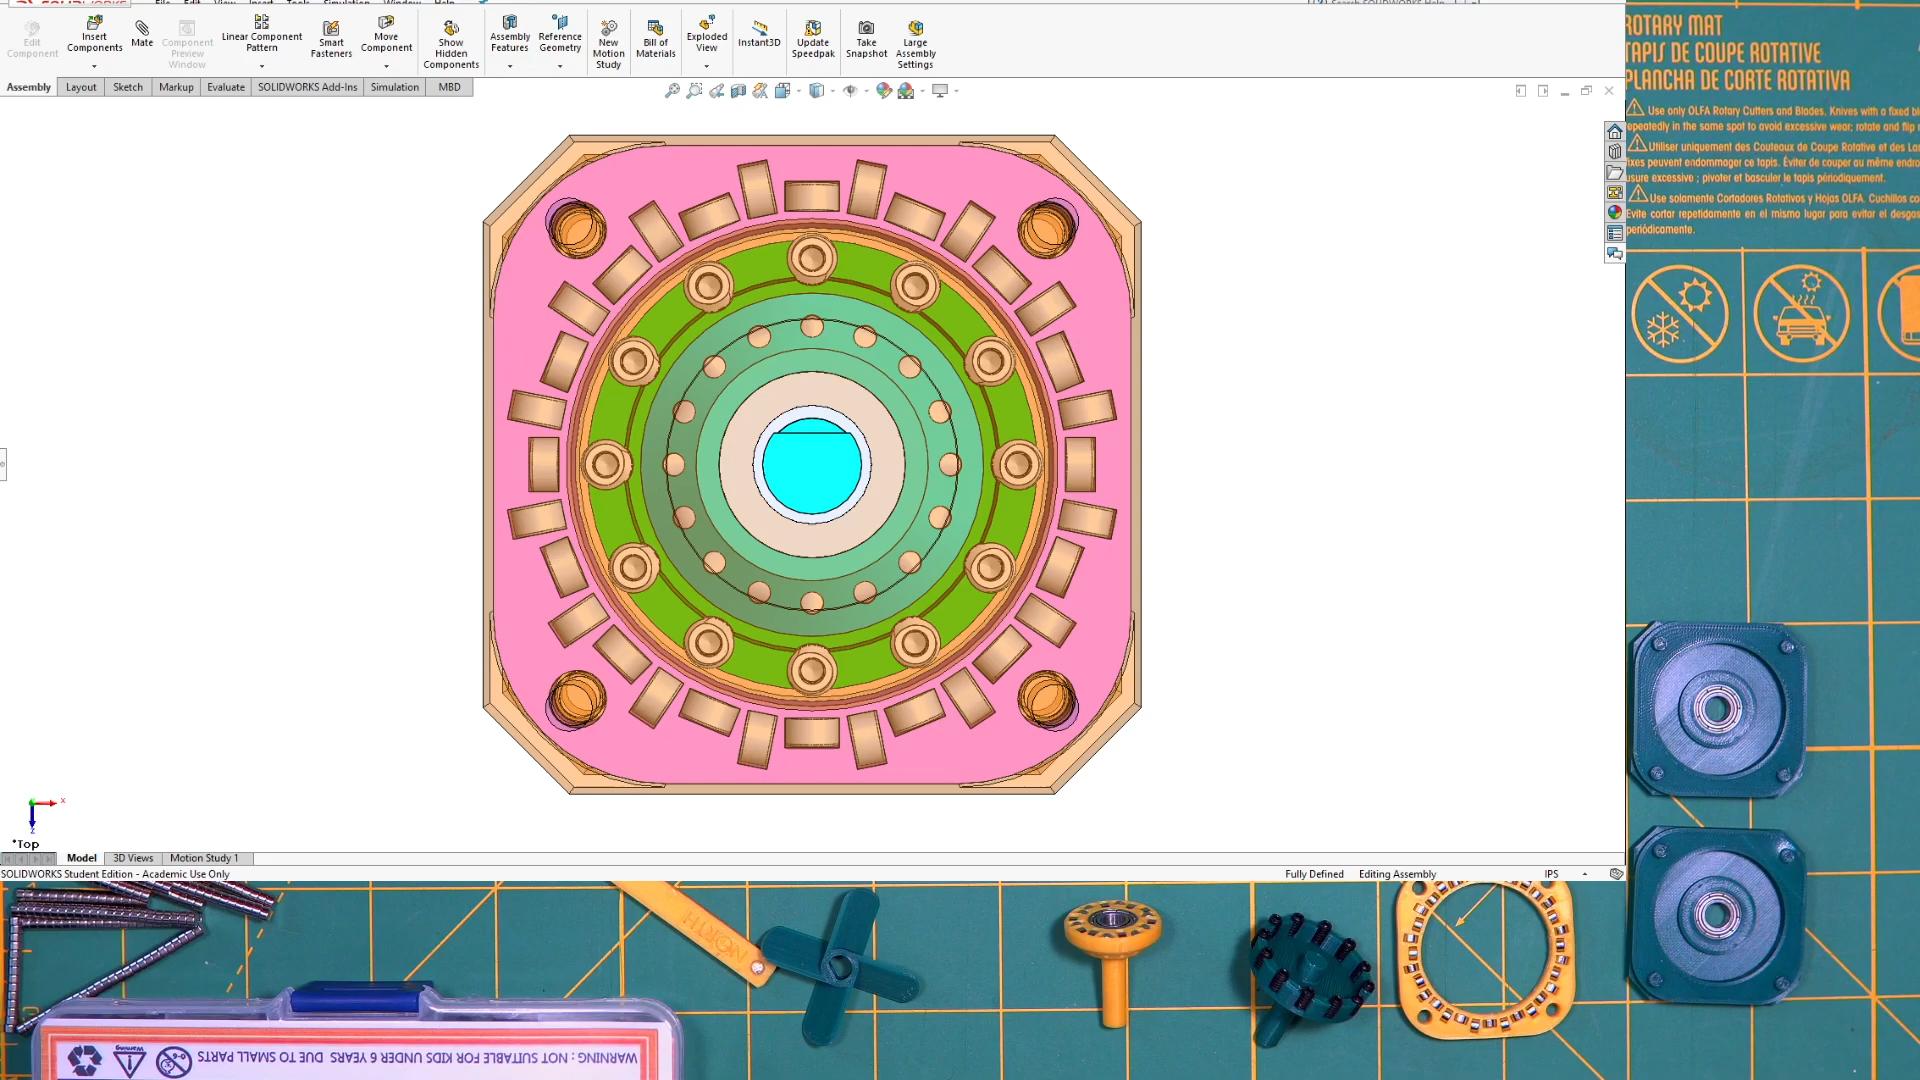 Edit Component
Insert Components
Mate
Component Preview Window
Linear Component Pattern
Smart Fasteners
Move Component
Show Hidden Components
Assembly Features
Reference Geometry
New Motion Study
Bill of Materials
Exploded View
Instant3D
Update Speedpak
Take Snapshot
Large Assembly Settings
Assembly
Layout
Sketch
Markup
Evaluate
SOLIDWORKS Add-Ins
Simulation
MBD
x
z
*Top
Model
3D Views
Motion Study 1
SOLIDWORKS Student Edition - Academic Use Only
Fully Defined
Editing Assembly
IPS
ROTARY MAT
TAPIS DE COUPE ROTATIVE
PLANCHA DE CORTE ROTATIVA
Use only OLFA Rotary Cutters and Blades. Knives with a fixed
repeatedly in the same spot to avoid excessive wear; rotate and flip
Utiliser uniquement des Couteaux de Coupe Rotative et des
fixes peuvent endommager ce tapis. Éviter de couper au même
usure excessive ; pivoter et basculer le tapis périodiquement.
Use solamente Cortadores Rotativos y Hojas OLFA. Cuchillos
Evite cortar repetidamente en el mismo lugar para evitar el
periódicamente.
NORTH
WARNING : NOT SUITABLE FOR KIDS UNDER 6 YEARS DUE TO SMALL PARTS
Warning
0-6